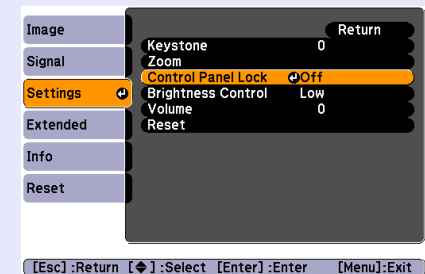 Image
Signal
Settings
Extended
Info
Reset
Return
Keystone 0
Zoom
Control Panel Lock Off
Brightness Control Low
Volume 0
Reset
[Esc] :Return [◆] :Select [Enter] :Enter [Menu]:Exit